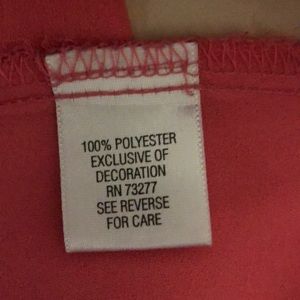 100% POLYESTER
EXCLUSIVE OF
DECORATION
RN 73277
SEE REVERSE
FOR CARE